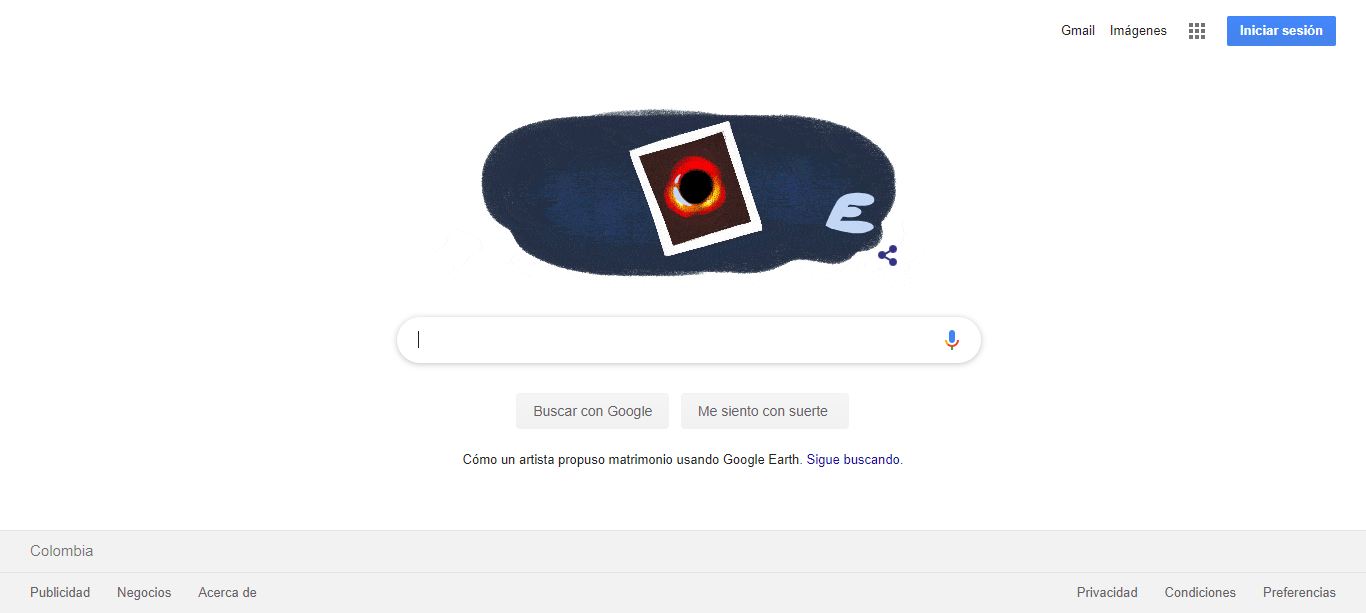 Gmail Imágenes Iniciar sesión
E
Buscar con Google Me siento con suerte
Cómo un artista propuso matrimonio usando Google Earth. Sigue buscando.
Colombia
Publicidad Negocios Acerca de Privacidad Condiciones Preferencias